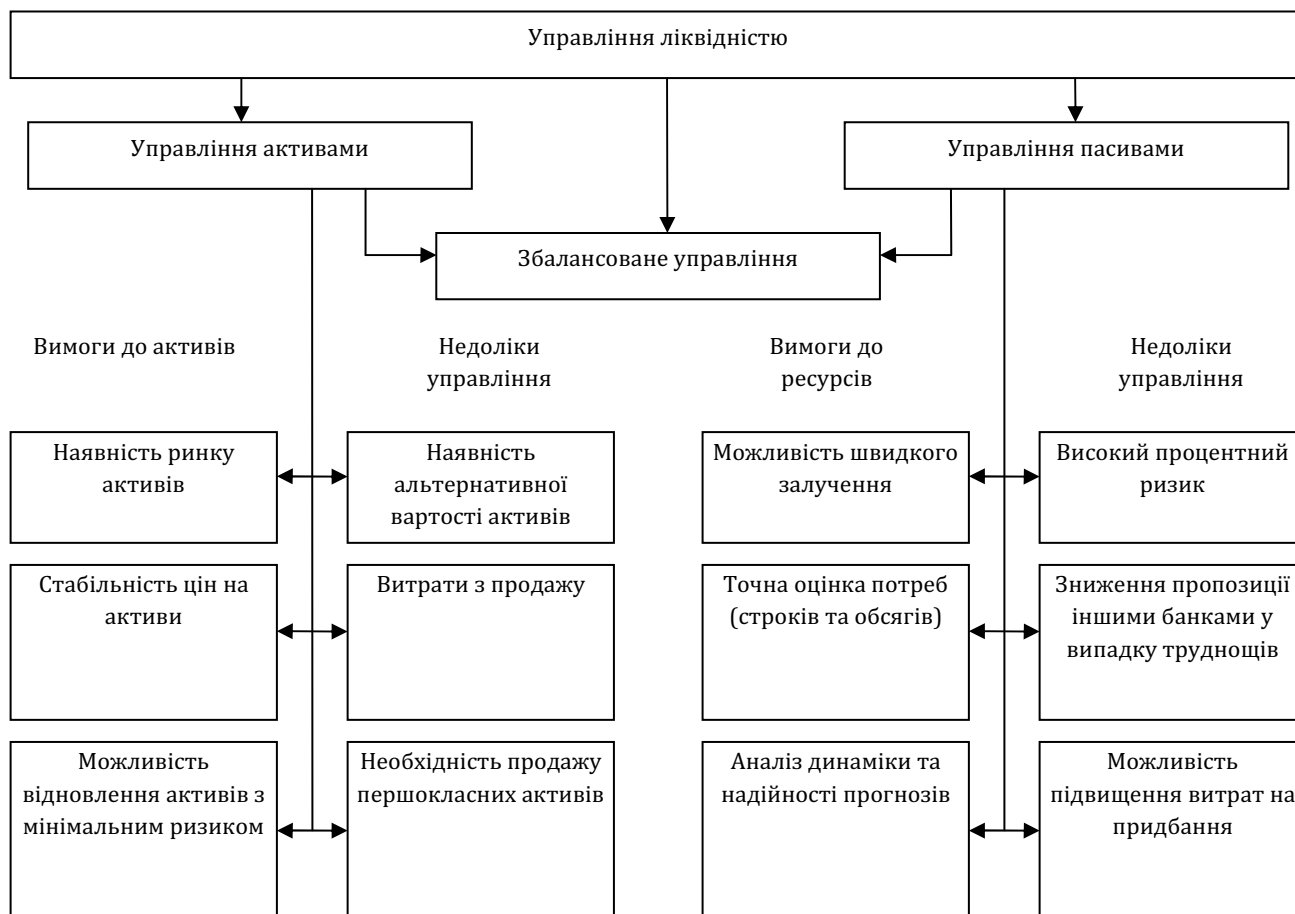 Управління ліквідністю
Управління активами
Управління пасивами
Збалансоване управління
Вимоги до активів
Недоліки
управління
Вимоги до
ресурсів
Недоліки
управління
Наявність ринку
активів
Наявність
альтернативної
вартості активів
Можливість швидкого
залучення
Високий процентний
ризик
Стабільність цін на
активи
Витрати з продажу
Точна оцінка потреб
(строків та обсягів)
Зниження пропозиції
іншими банками у
випадку труднощів
Можливість
відновлення активів з
мінімальним ризиком
Необхідність продажу
першокласних активів
Аналіз динаміки та
надійності прогнозів
Можливість
підвищення витрат на
придбання